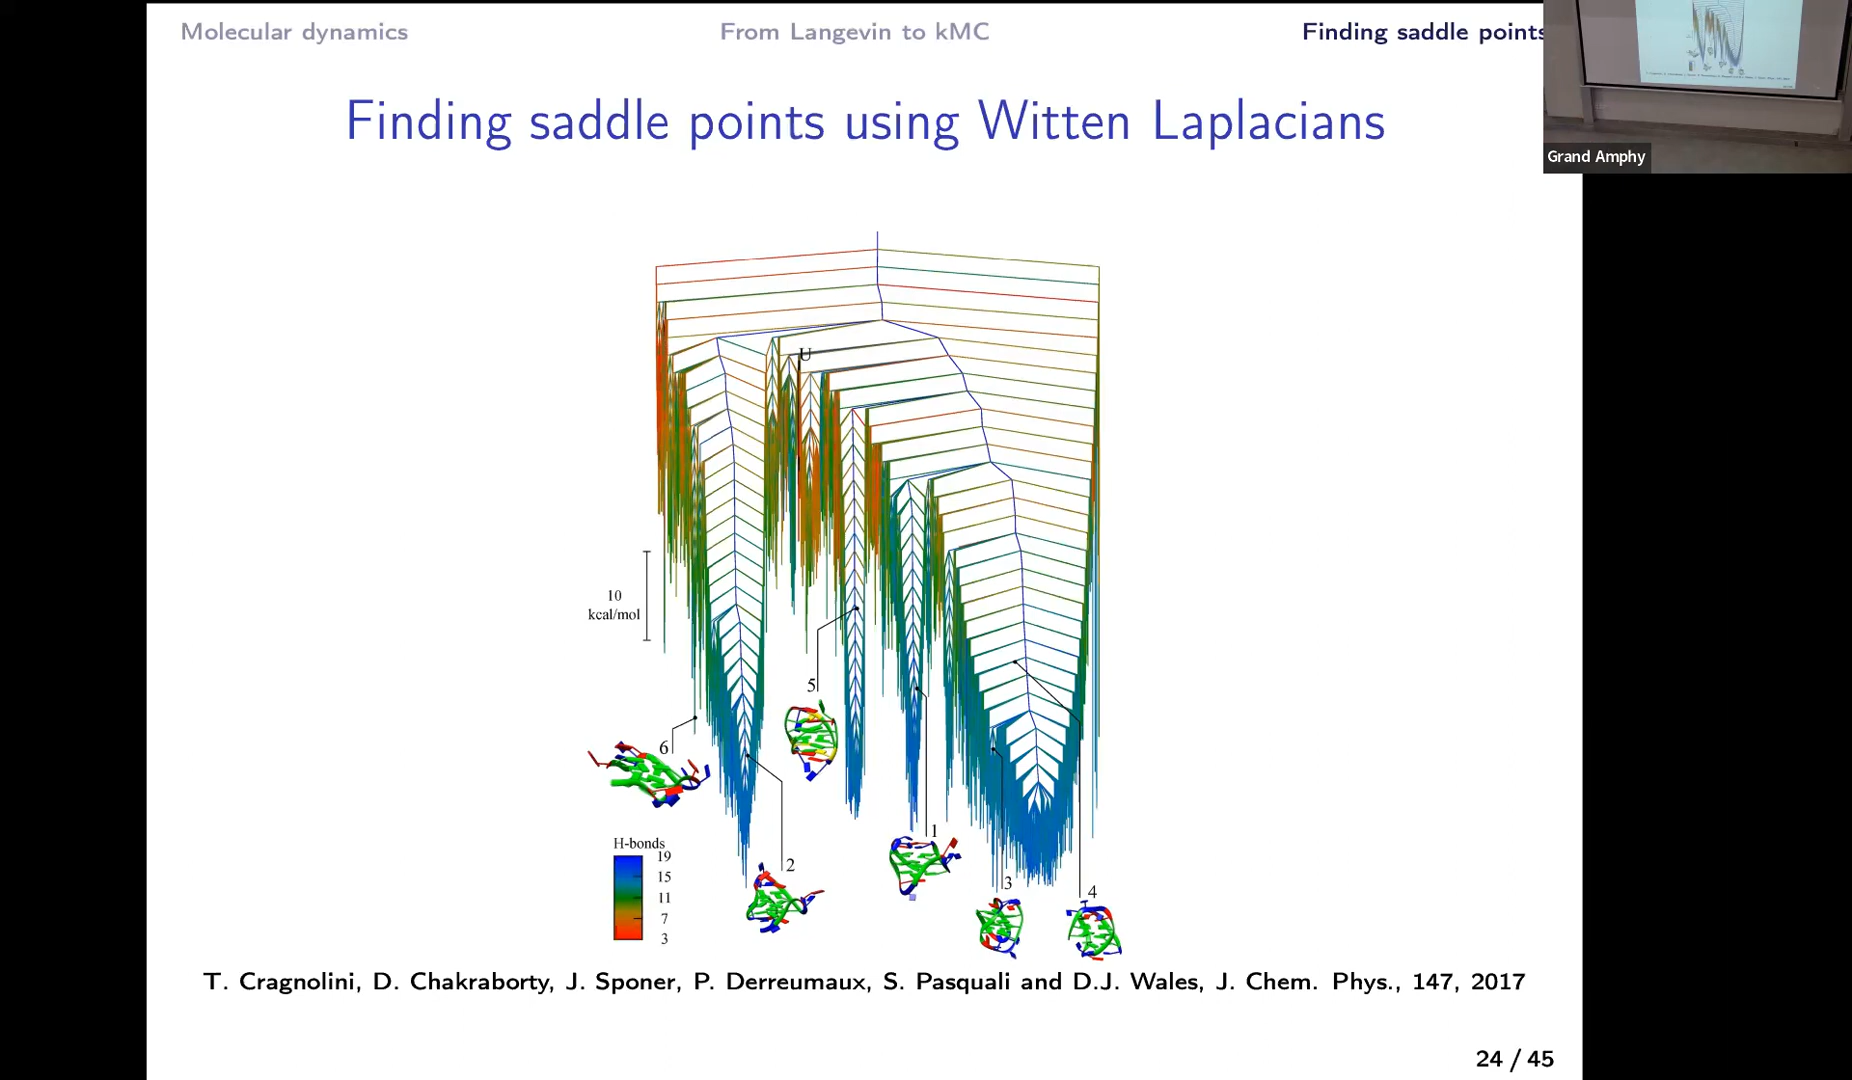 Molecular dynamics From Langevin to kMC Finding saddle points
Grand Amphy
Finding saddle points using Witten Laplacians
U
10
kcal/mol
5
6
H-bonds
19
15
11
7
3
2
1
3
4
T. Cragnolini, D. Chakraborty, J. Sponer, P. Derreumaux, S. Pasquali and D.J. Wales, J. Chem. Phys., 147, 2017
24 / 45